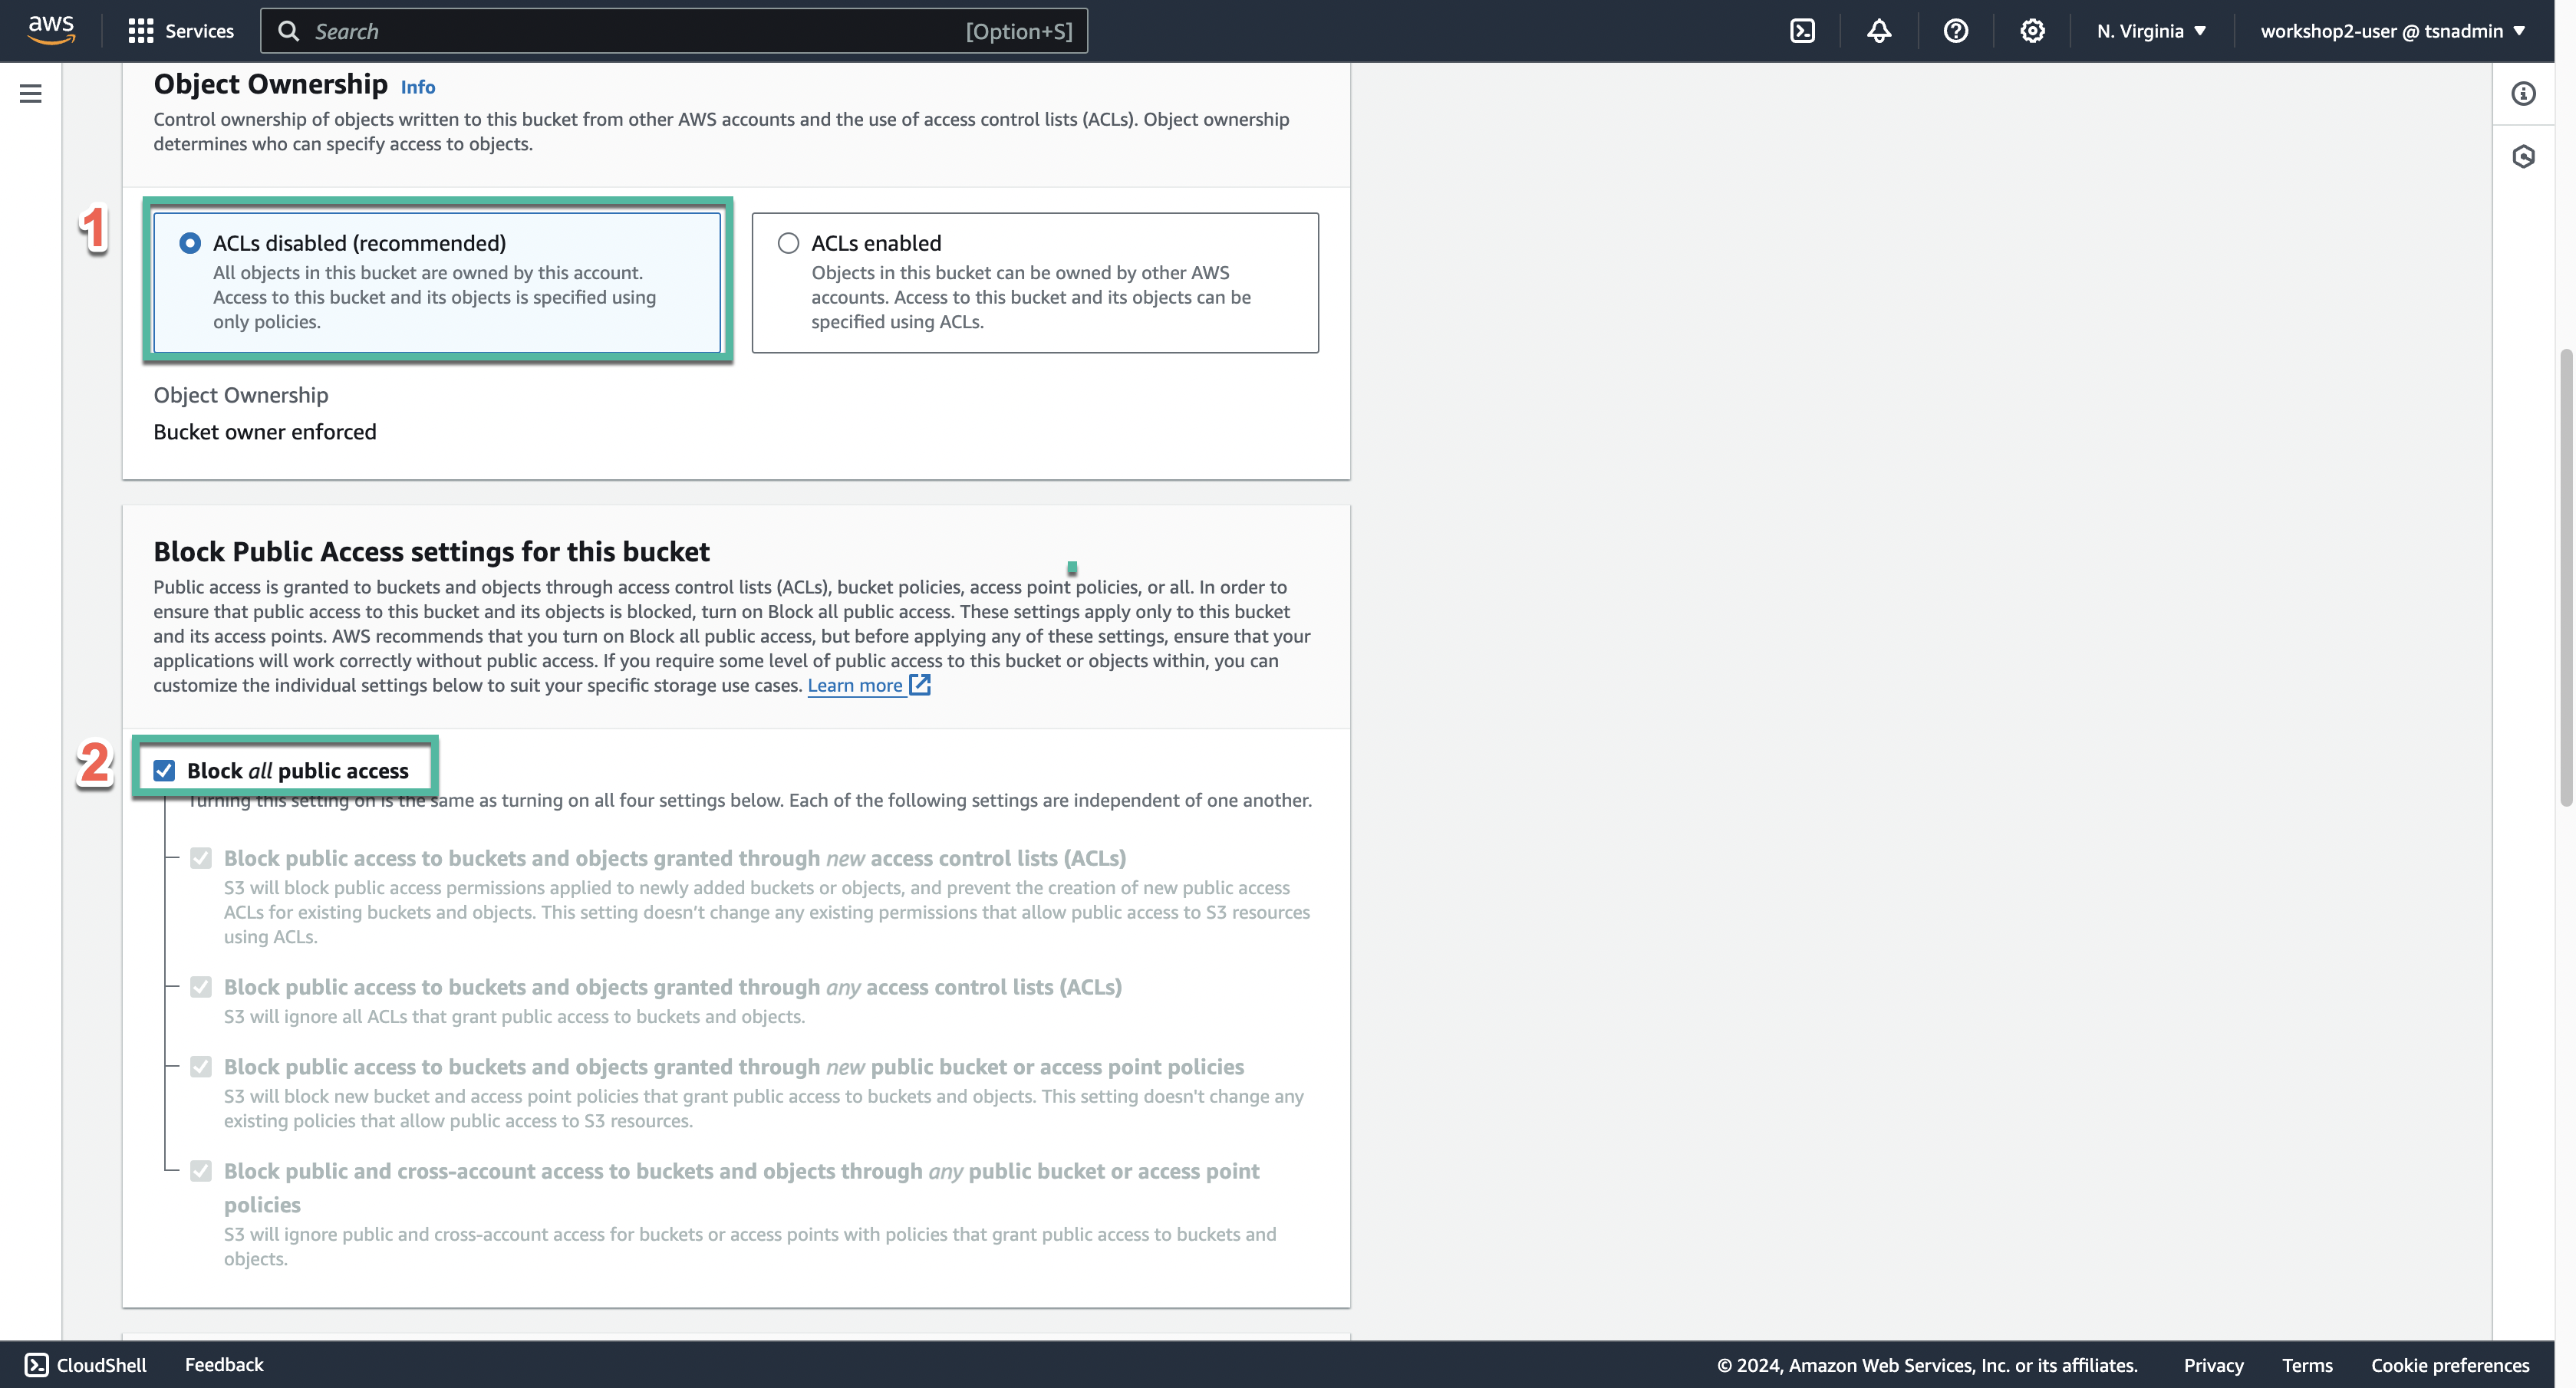 aws
Services
Search
[Option+S]
N. Virginia
workshop2-user @ tsnadmin
Object Ownership Info
Control ownership of objects written to this bucket from other AWS accounts and the use of access control lists (ACLs). Object ownership
determines who can specify access to objects.
1
ACLs disabled (recommended)
All objects in this bucket are owned by this account.
Access to this bucket and its objects is specified using
only policies.
ACLs enabled
Objects in this bucket can be owned by other AWS
accounts. Access to this bucket and its objects can be
specified using ACLs.
Object Ownership
Bucket owner enforced
Block Public Access settings for this bucket
Public access is granted to buckets and objects through access control lists (ACLs), bucket policies, access point policies, or all. In order to
ensure that public access to this bucket and its objects is blocked, turn on Block all public access. These settings apply only to this bucket
and its access points. AWS recommends that you turn on Block all public access, but before applying any of these settings, ensure that your
applications will work correctly without public access. If you require some level of public access to this bucket or objects within, you can
customize the individual settings below to suit your specific storage use cases. Learn more
2
Block all public access
Turning this setting on is the same as turning on all four settings below. Each of the following settings are independent of one another.
Block public access to buckets and objects granted through new access control lists (ACLs)
S3 will block public access permissions applied to newly added buckets or objects, and prevent the creation of new public access
ACLs for existing buckets and objects. This setting doesn’t change any existing permissions that allow public access to S3 resources
using ACLs.
Block public access to buckets and objects granted through any access control lists (ACLs)
S3 will ignore all ACLs that grant public access to buckets and objects.
Block public access to buckets and objects granted through new public bucket or access point policies
S3 will block new bucket and access point policies that grant public access to buckets and objects. This setting doesn't change any
existing policies that allow public access to S3 resources.
Block public and cross-account access to buckets and objects through any public bucket or access point
policies
S3 will ignore public and cross-account access for buckets or access points with policies that grant public access to buckets and
objects.
CloudShell
Feedback
© 2024, Amazon Web Services, Inc. or its affiliates.
Privacy
Terms
Cookie preferences